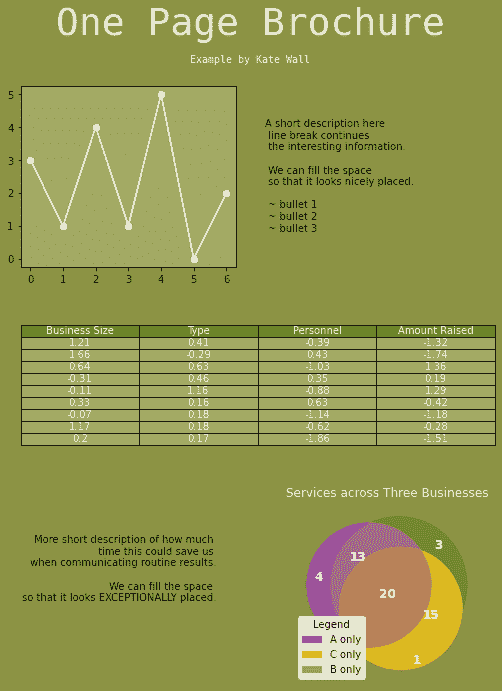 One Page Brochure
Example by Kate Wall
5
4
3
2
1
0
0 1 2 3 4 5 6
A short description here
line break continues
the interesting information.
We can fill the space
so that it looks nicely placed.
~ bullet 1
~ bullet 2
~ bullet 3
Business Size Type Personnel Amount Raised
1.21 0.41 -0.39 -1.32
1.66 -0.29 0.43 -1.74
0.64 0.63 -1.03 1.36
-0.31 0.46 0.35 0.19
-0.11 1.16 -0.88 1.29
0.33 0.16 0.63 -0.42
-0.07 0.18 -1.14 -1.18
1.17 0.18 -0.62 -0.28
0.2 0.17 -1.86 -1.51
More short description of how much
time this could save us
when communicating routine results.
We can fill the space
so that it looks EXCEPTIONALLY placed.
Services across Three Businesses
3
13
4
20
15
1
Legend
A only
C only
B only